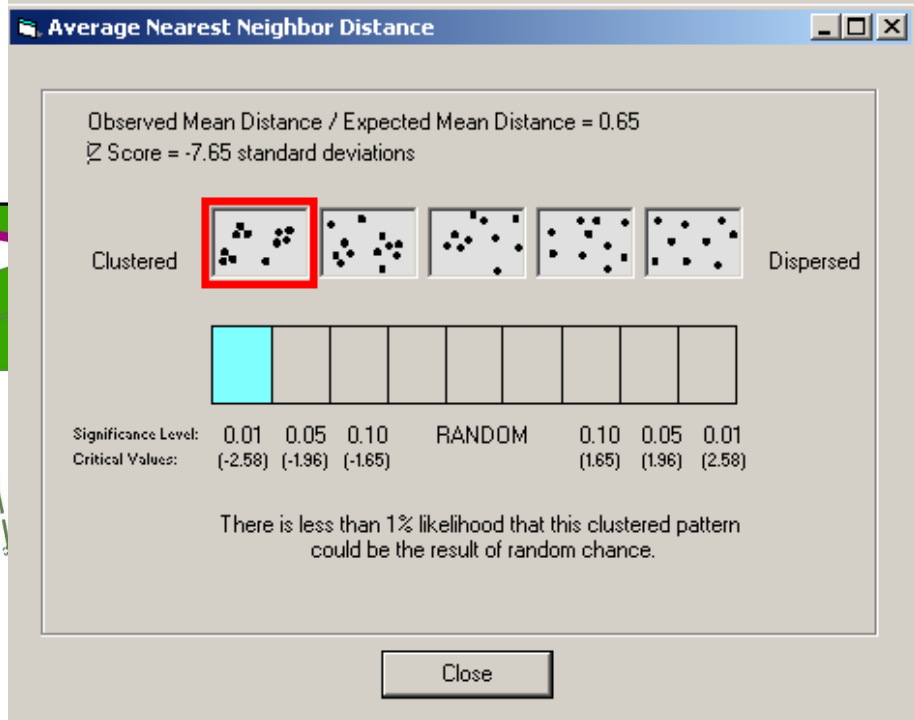 Average Nearest Neighbor Distance
Observed Mean Distance / Expected Mean Distance = 0.65
Z Score = -7.65 standard deviations
Clustered
Dispersed
Significance Level: 0.01 0.05 0.10 RANDOM 0.10 0.05 0.01
Critical Values: (-2.58) (-1.96) (-1.65) (1.65) (1.96) (2.58)
There is less than 1% likelihood that this clustered pattern
could be the result of random chance.
Close